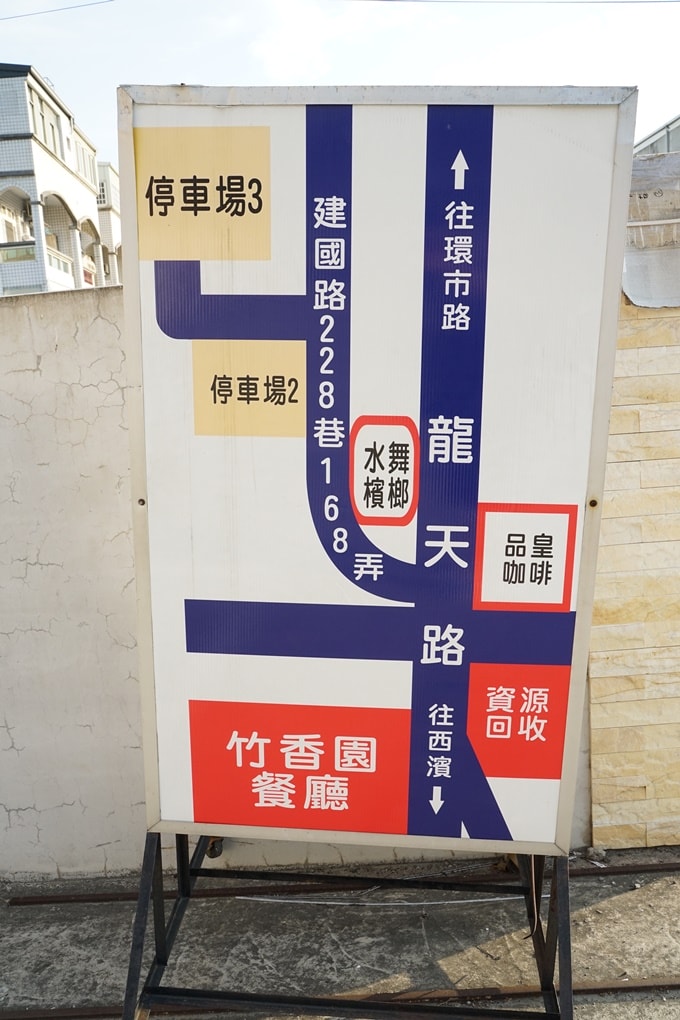 停車場3
建國路228巷168弄
↑往環市路
停車場2
龍天路
水舞
檳榔
品皇
咖啡
資源
回收
往西濱↓
竹香園
餐廳